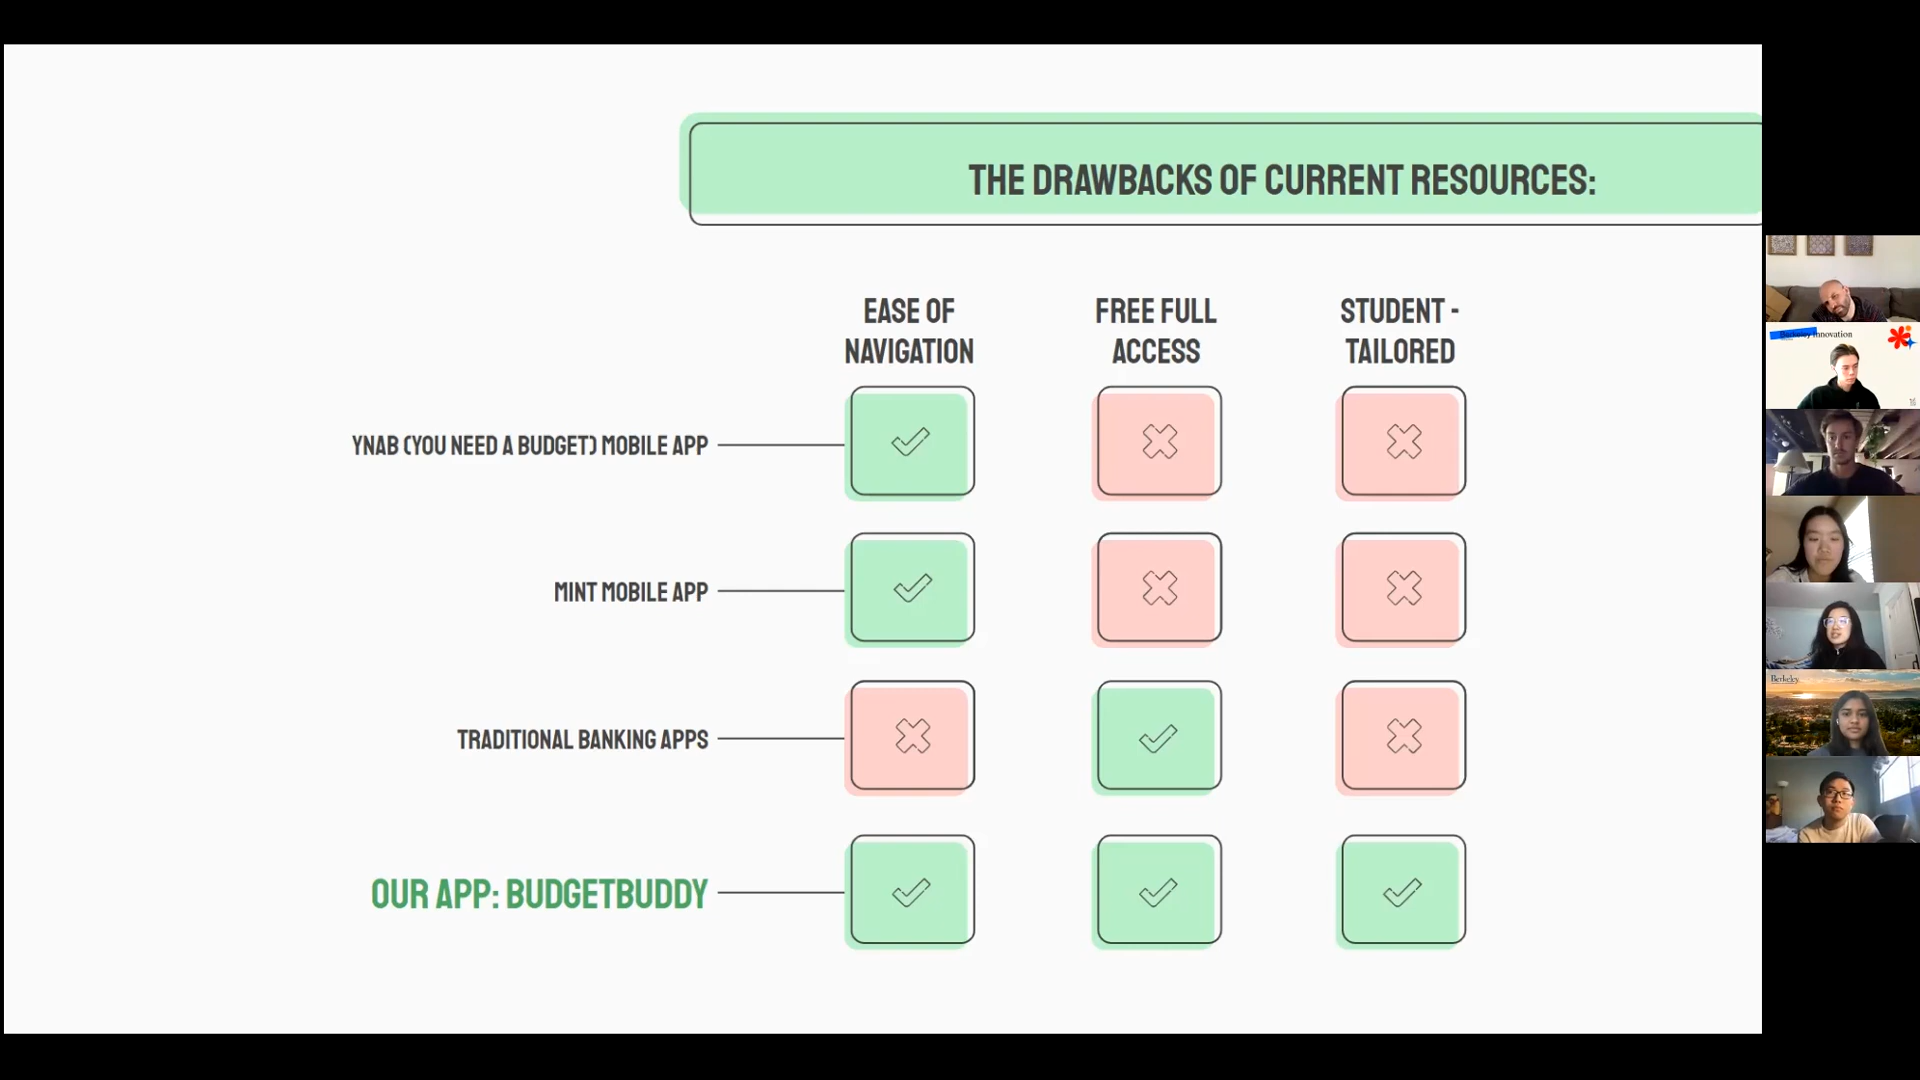 THE DRAWBACKS OF CURRENT RESOURCES:
EASE OF
NAVIGATION
FREE FULL
ACCESS
STUDENT -
TAILORED
YNAB (YOU NEED A BUDGET) MOBILE APP
MINT MOBILE APP
TRADITIONAL BANKING APPS
OUR APP: BUDGETBUDDY
Berkeley Innovation
Berkeley